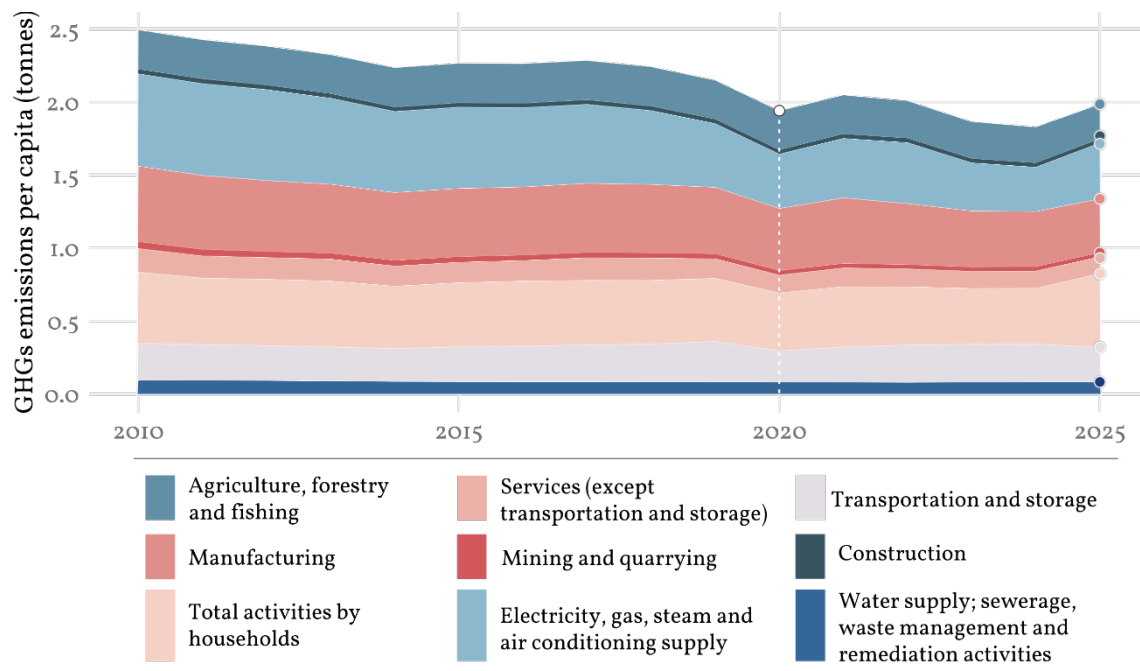 GHGs emissions per capita (tonnes)
2.5
2.0
1.5
1.0
0.5
0.0
2010
2015
2020
2025
Agriculture, forestry
and fishing
Services (except
transportation and storage)
Transportation and storage
Manufacturing
Mining and quarrying
Construction
Total activities by
households
Electricity, gas, steam and
air conditioning supply
Water supply; sewerage,
waste management and
remediation activities